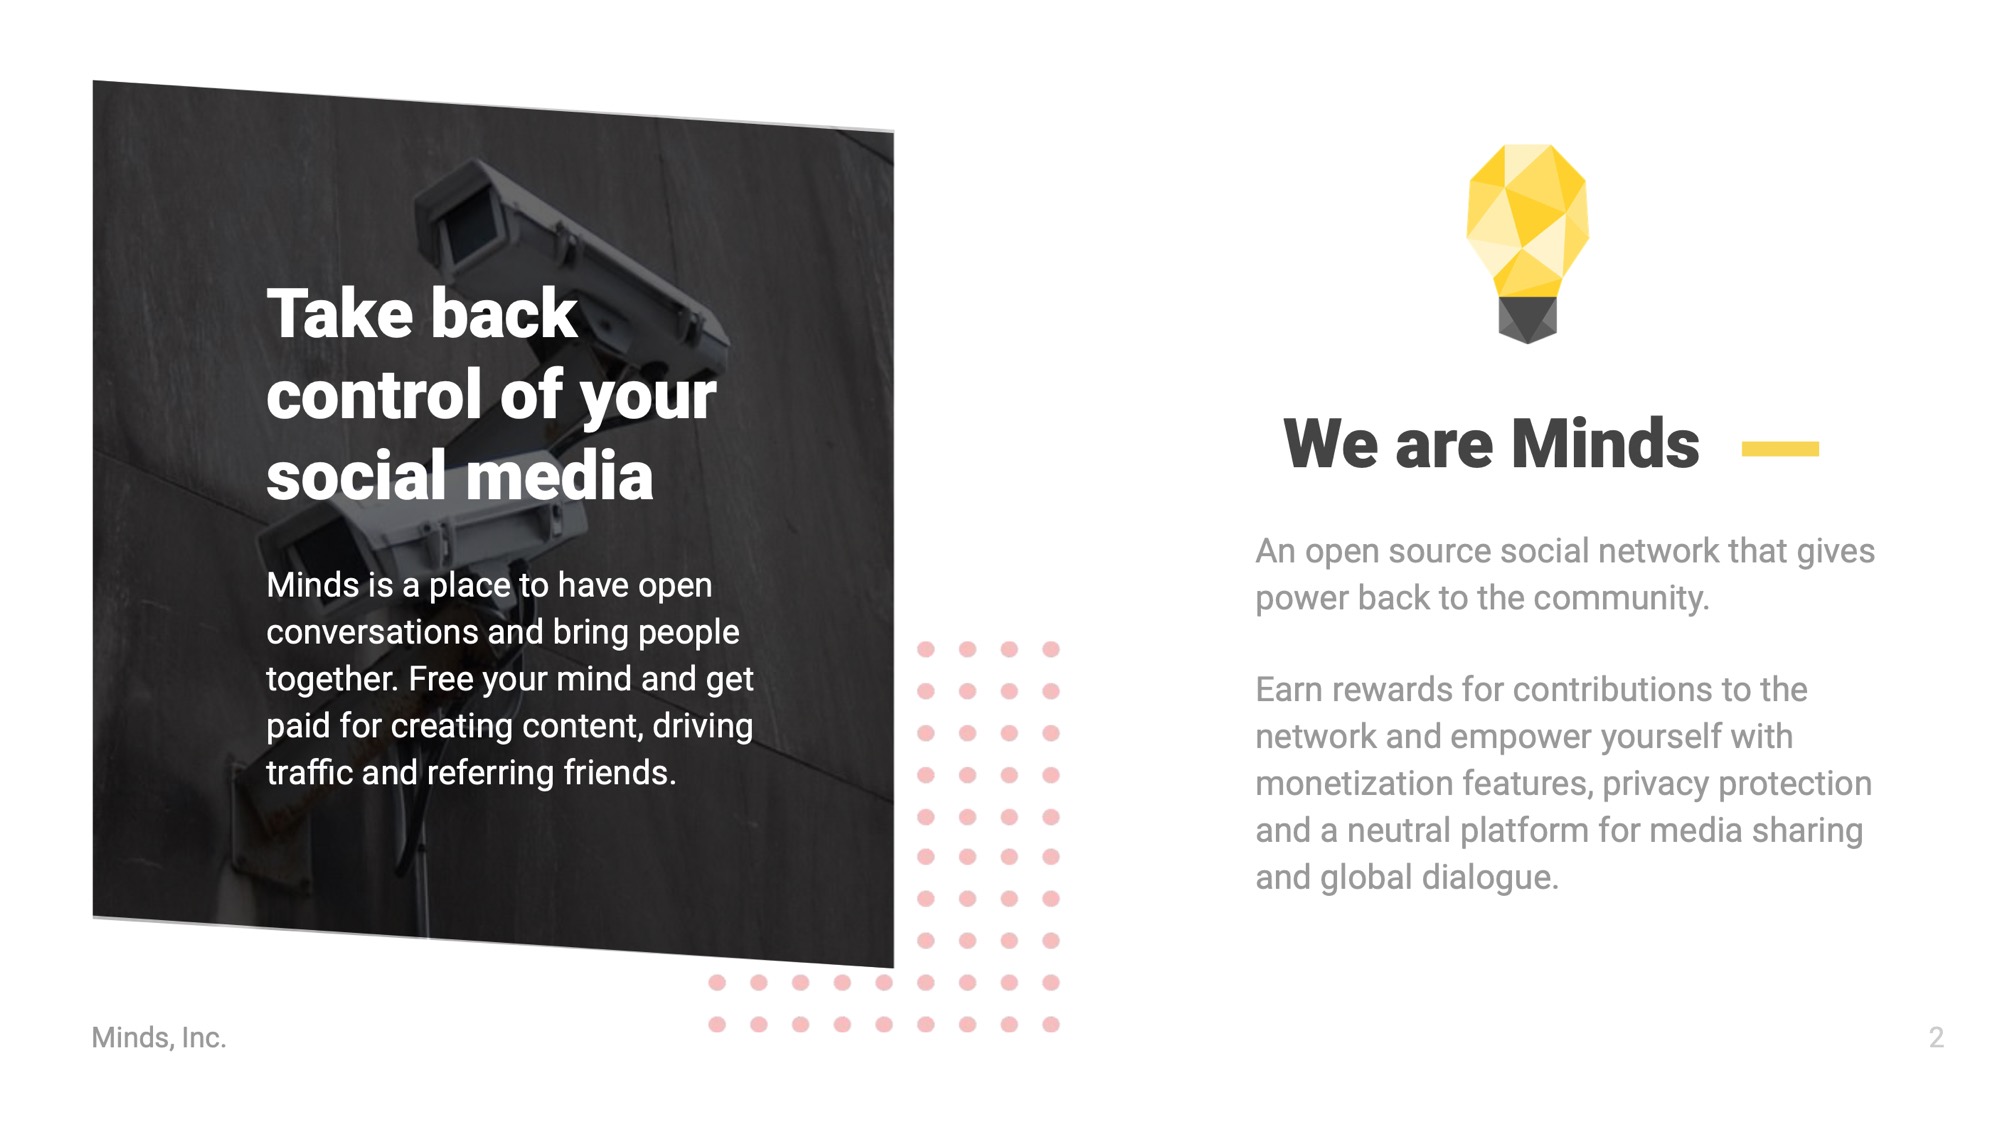 Take back
control of your
social media
Minds is a place to have open
conversations and bring people
together. Free your mind and get
paid for creating content, driving
traffic and referring friends.
We are Minds
An open source social network that gives
power back to the community.
Earn rewards for contributions to the
network and empower yourself with
monetization features, privacy protection
and a neutral platform for media sharing
and global dialogue.
Minds, Inc.
2